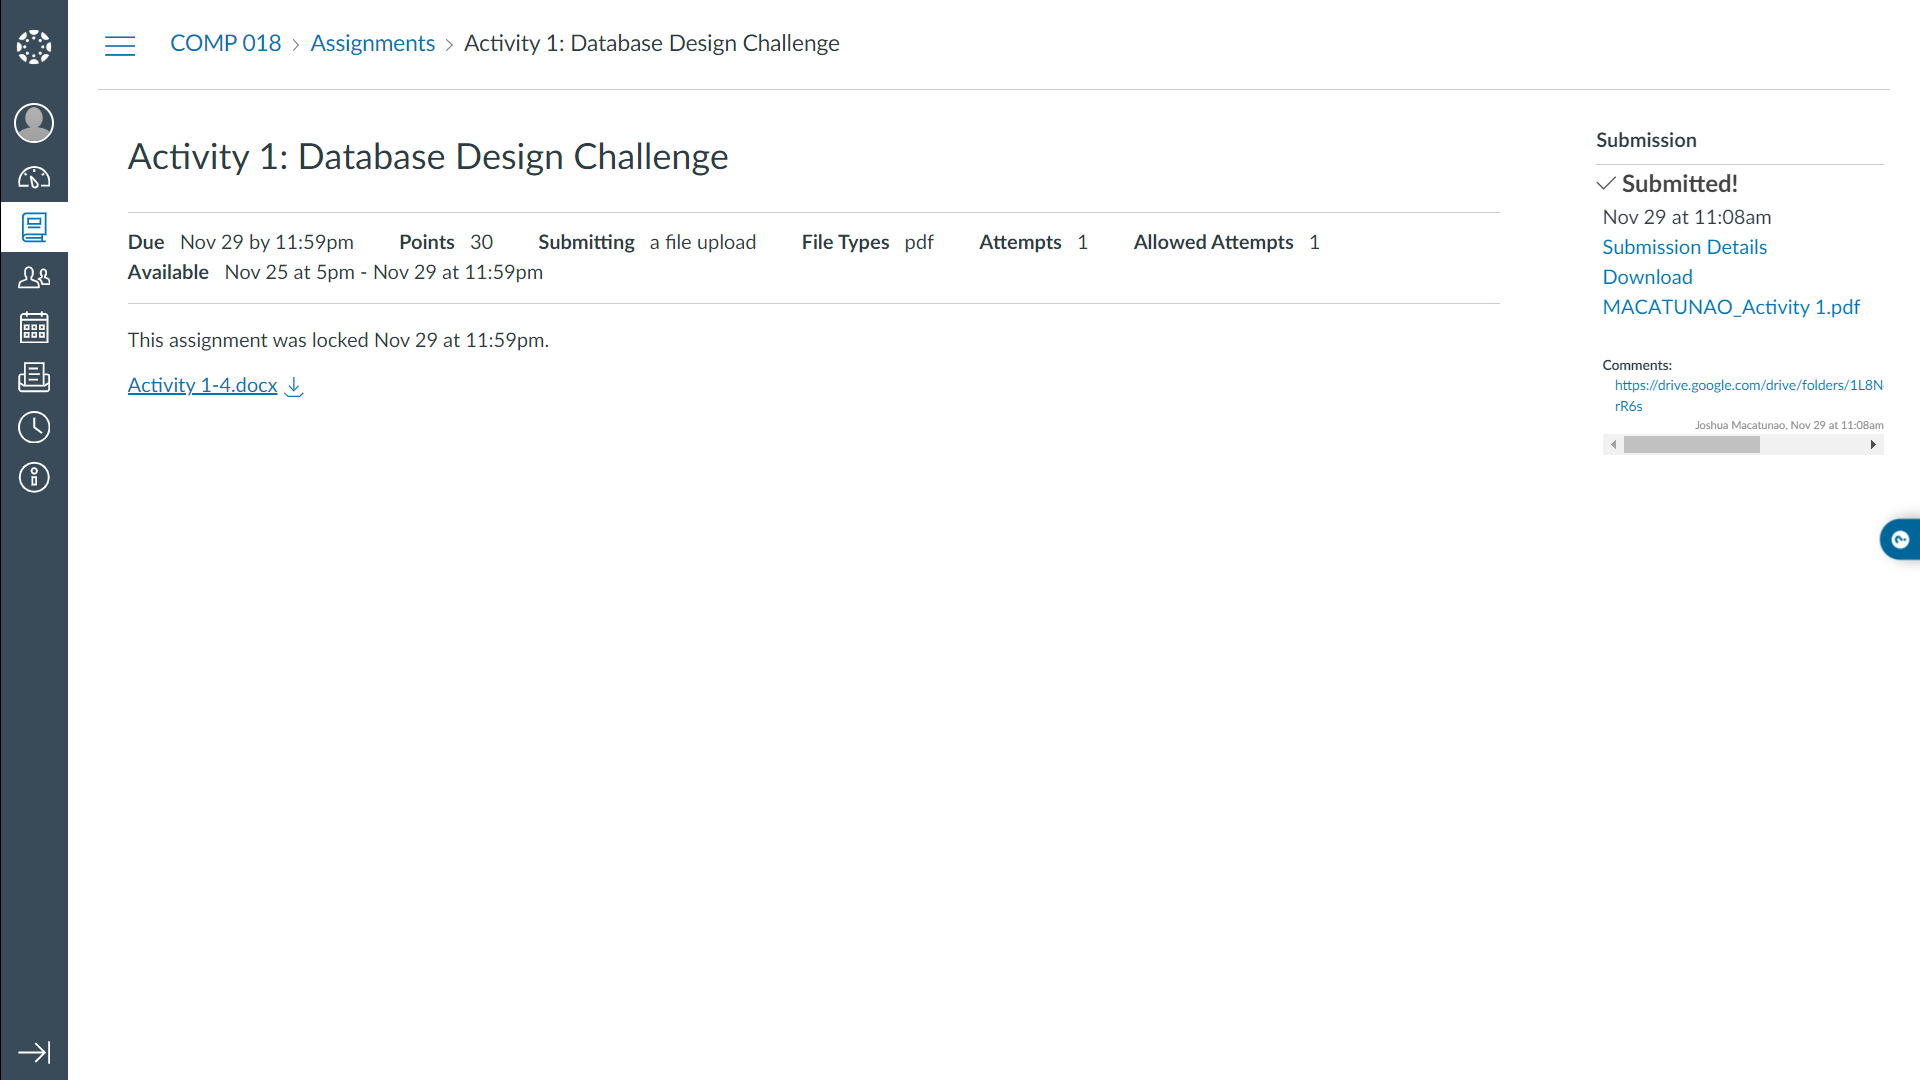 COMP 018 > Assignments > Activity 1: Database Design Challenge
Activity 1: Database Design Challenge
Due Nov 29 by 11:59pm Points 30 Submitting a file upload File Types pdf Attempts 1 Allowed Attempts 1
Available Nov 25 at 5pm - Nov 29 at 11:59pm
This assignment was locked Nov 29 at 11:59pm.
Activity 1-4.docx
Submission
Submitted!
Nov 29 at 11:08am
Submission Details
Download
MACATUNAO_Activity 1.pdf
Comments:
https://drive.google.com/drive/folders/1L8N
rR6s
Joshua Macatunao, Nov 29 at 11:08am